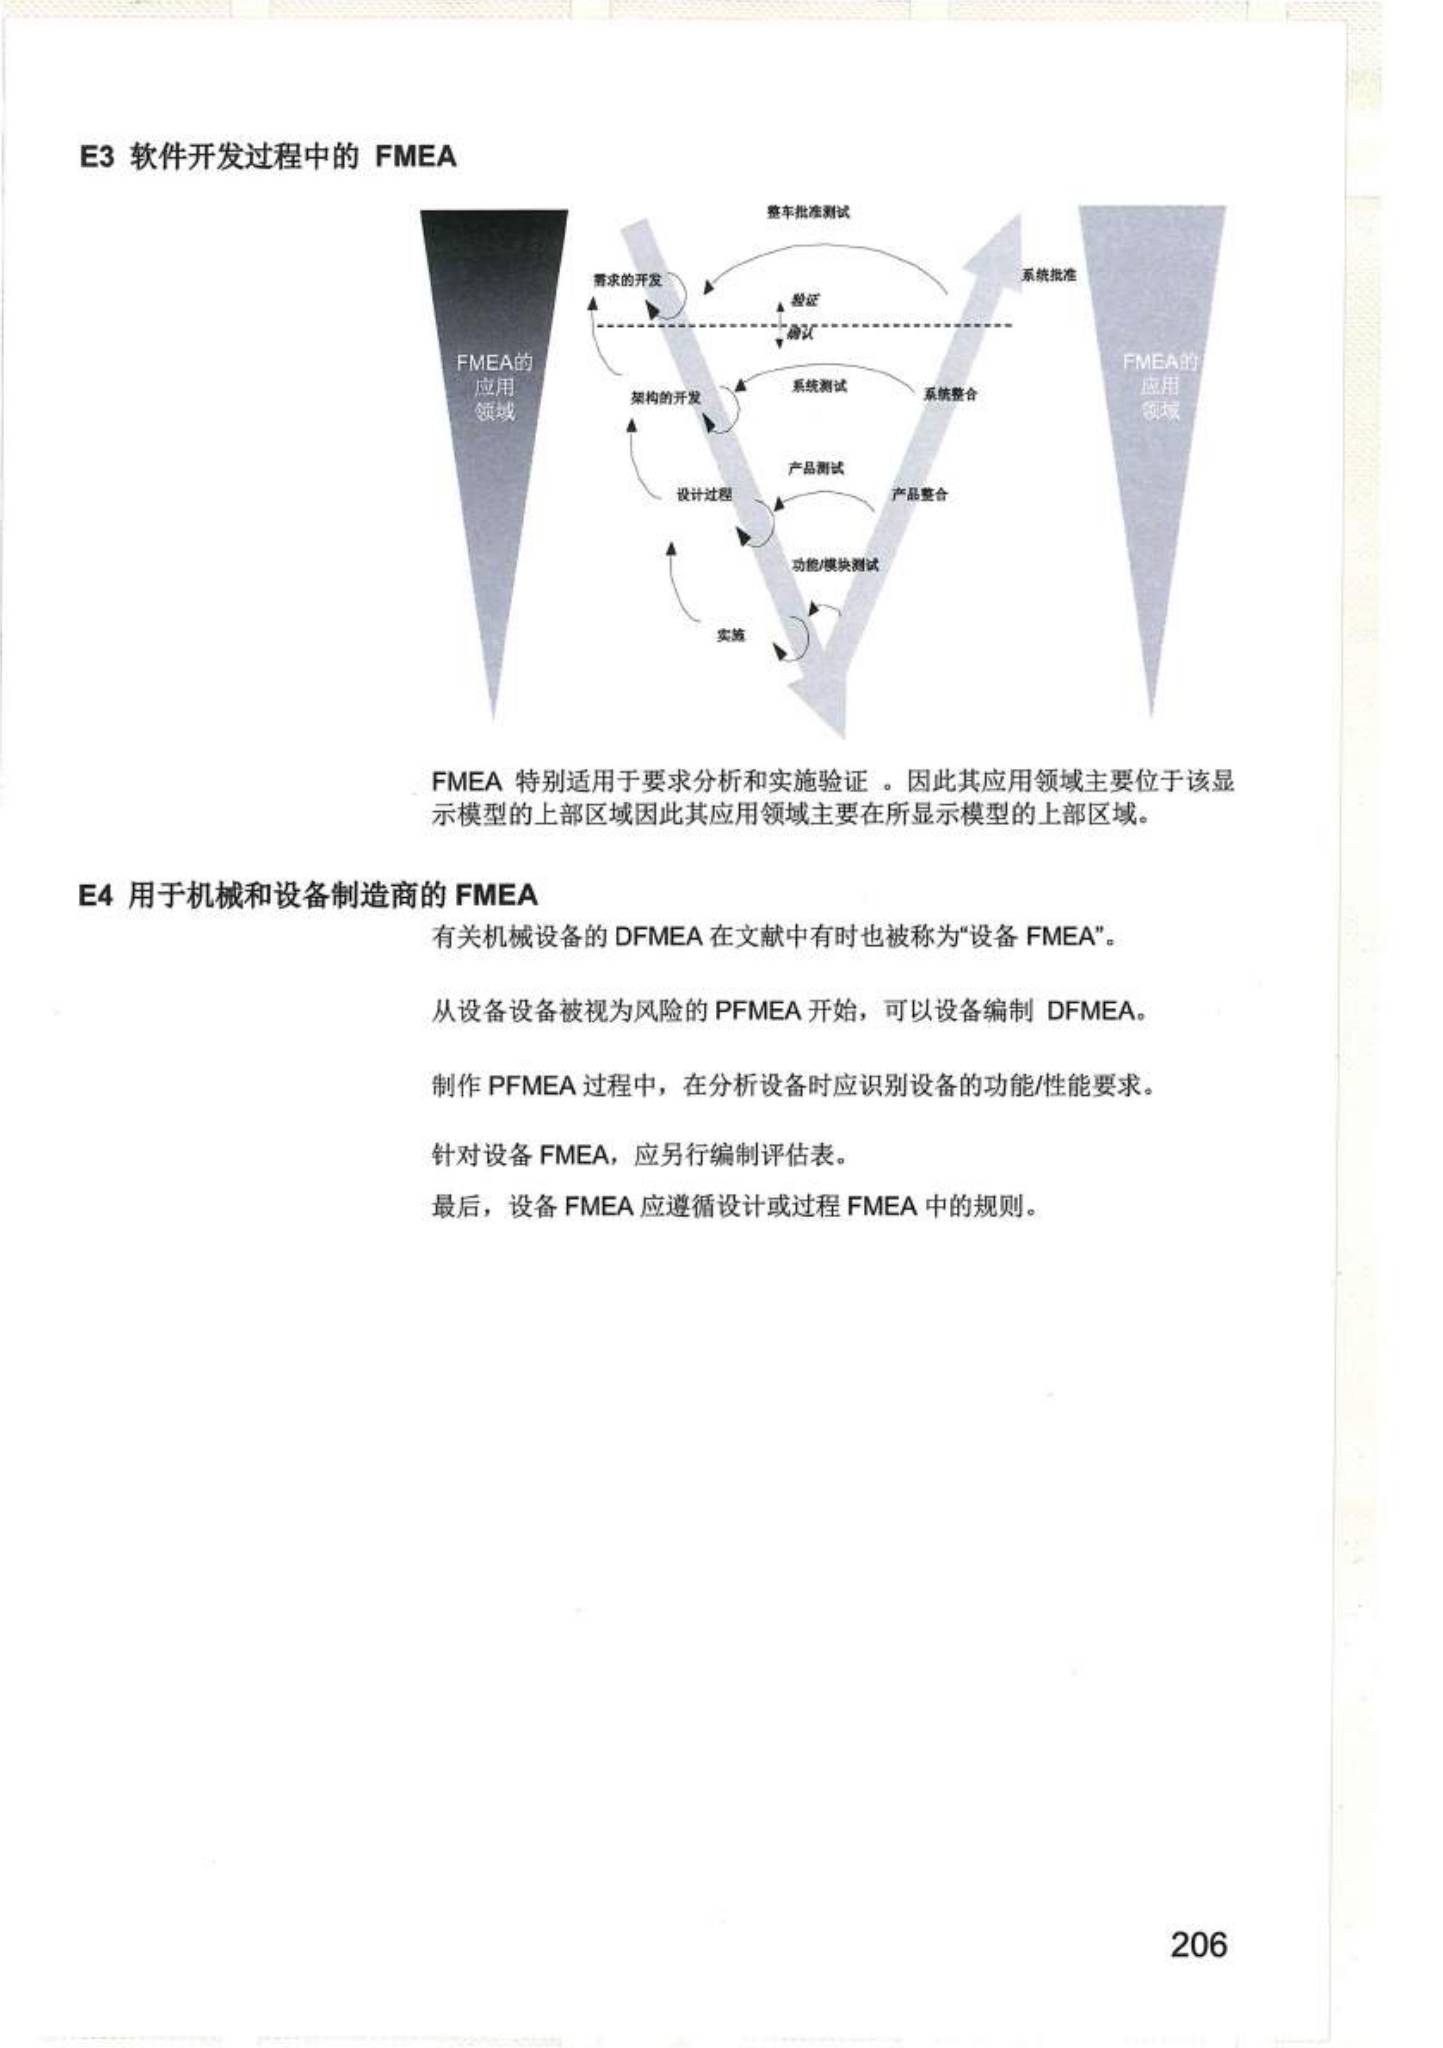 E3 软件开发过程中的 FMEA
整车批准测试
需求的开发
系统批准
验证
确认
FMEA的
应用
领域
FMEA的
应用
领域
架构的开发
系统测试
系统整合
产品测试
设计过程
产品整合
功能/模块测试
实施
FMEA 特别适用于要求分析和实施验证 。因此其应用领域主要位于该显
示模型的上部区域因此其应用领域主要在所显示模型的上部区域。
E4 用于机械和设备制造商的 FMEA
有关机械设备的 DFMEA 在文献中有时也被称为“设备 FMEA”。
从设备设备被视为风险的 PFMEA 开始，可以设备编制 DFMEA。
制作 PFMEA 过程中，在分析设备时应识别设备的功能/性能要求。
针对设备 FMEA，应另行编制评估表。
最后，设备 FMEA 应遵循设计或过程 FMEA 中的规则。
206